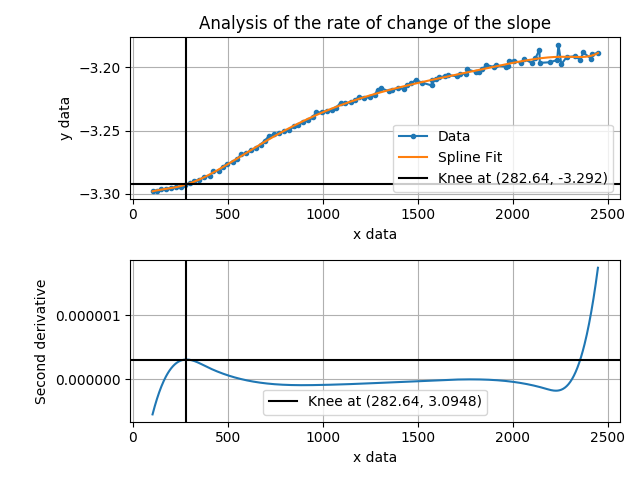 Analysis of the rate of change of the slope
−3.20
−3.25
−3.30
y data
Data
Spline Fit
Knee at (282.64, -3.292)
0 500 1000 1500 2000 2500
x data
0.000001
0.000000
Second derivative
Knee at (282.64, 3.0948)
0 500 1000 1500 2000 2500
x data